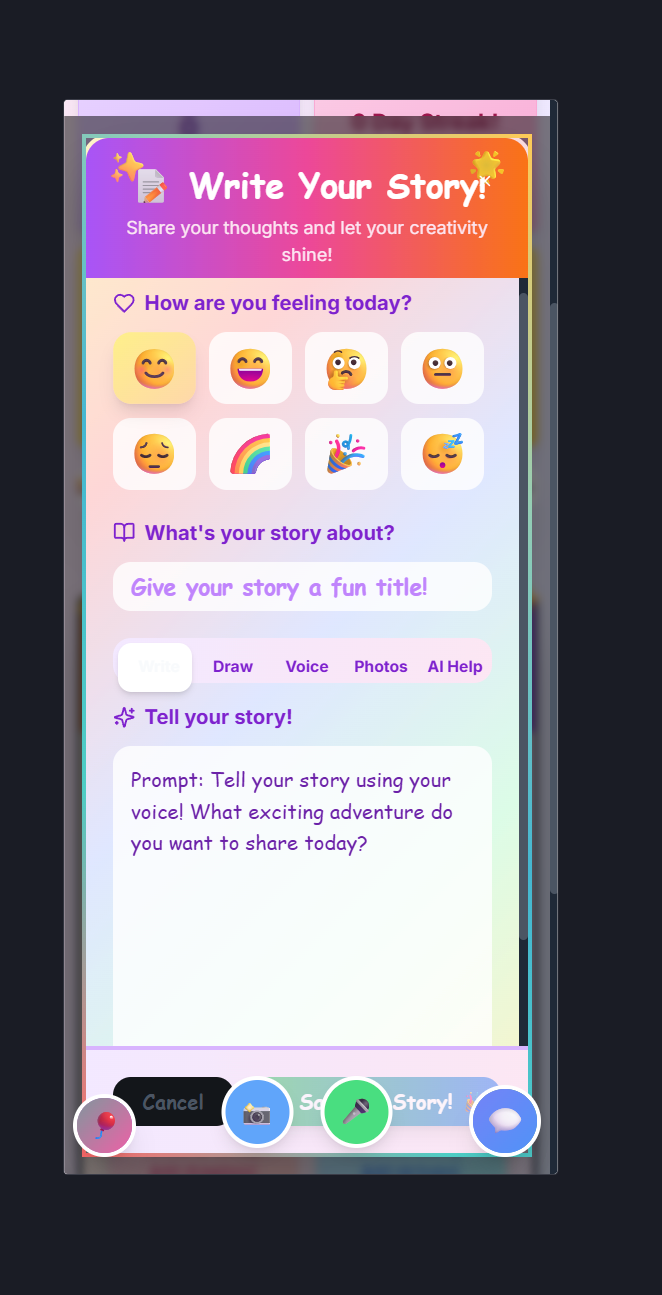 Write Your Story!
Share your thoughts and let your creativity
shine!
How are you feeling today?
What's your story about?
Give your story a fun title!
Write Draw Voice Photos AI Help
Tell your story!
Prompt: Tell your story using your
voice! What exciting adventure do
you want to share today?
Cancel Story!